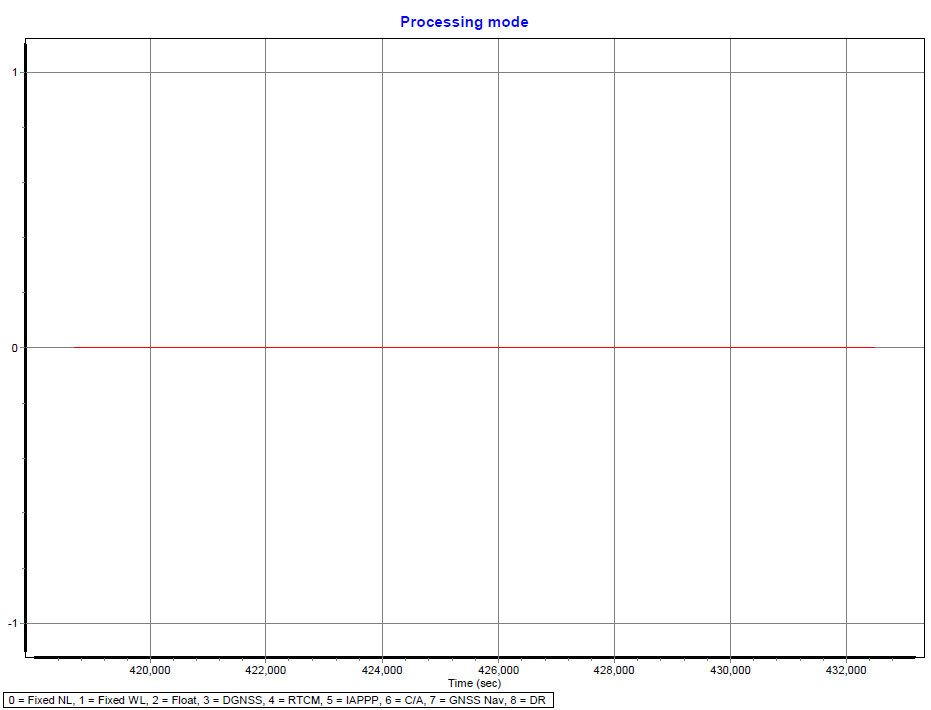 Processing mode
1
0
-1
420,000 422,000 424,000 426,000 428,000 430,000 432,000
Time (sec)
0 = Fixed NL, 1 = Fixed WL, 2 = Float, 3 = DGNSS, 4 = RTCM, 5 = IAPPP, 6 = C/A, 7 = GNSS Nav, 8 = DR